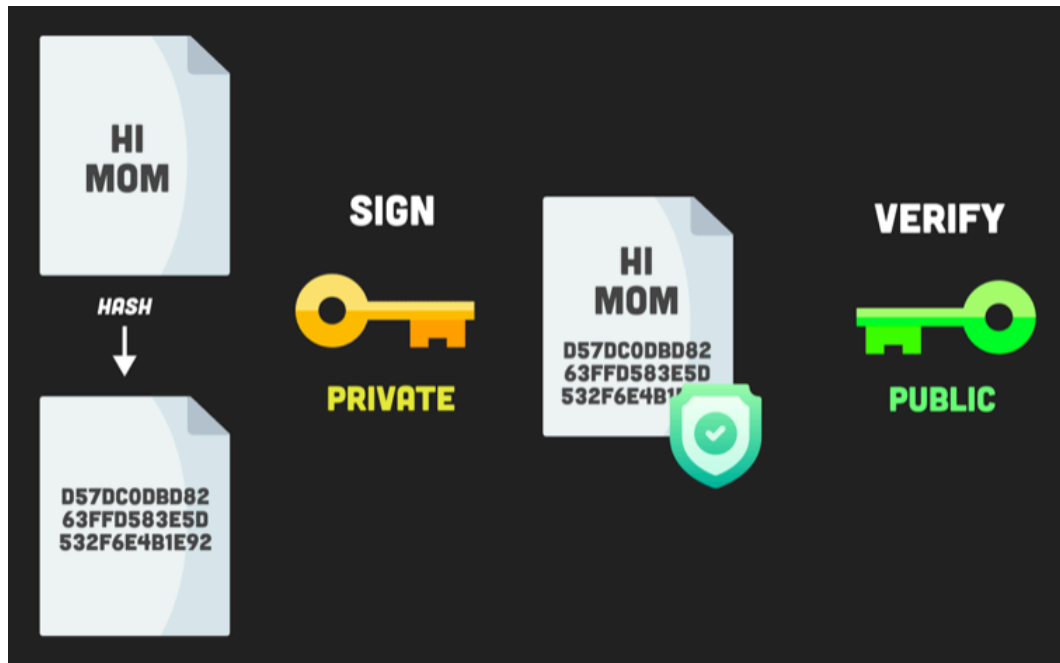 HI
MOM
HASH
D57DC0DBD82
63FFD583E5D
532F6E4B1E92
SIGN
PRIVATE
HI
MOM
D57DC0DBD82
63FFD583E5D
532F6E4B1
VERIFY
PUBLIC